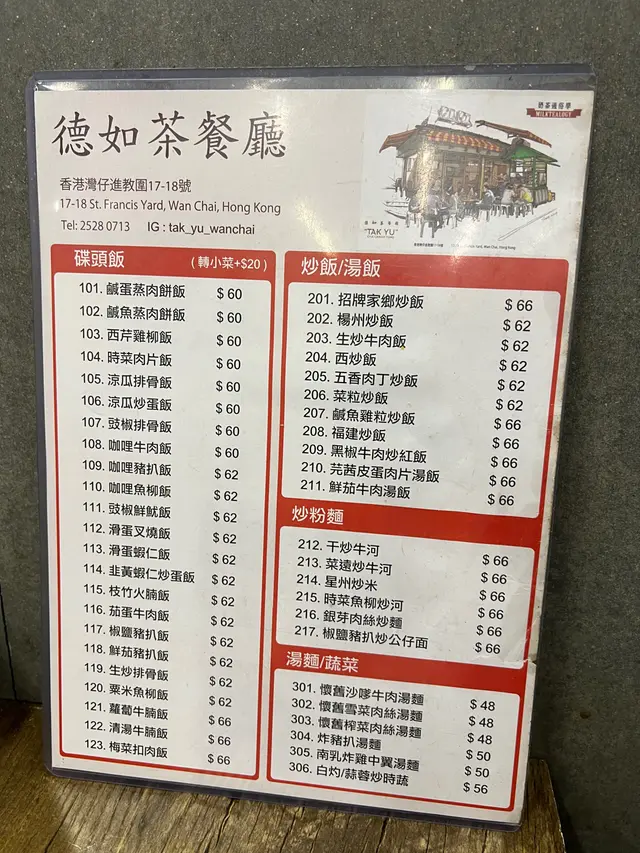 德如茶餐廳
奶茶通俗學
MILKTEALOGY
香港灣仔進教圍17-18號
17-18 St. Francis Yard, Wan Chai, Hong Kong
Tel: 2528 0713 IG : tak_yu_wanchai
德如茶餐廳
"TAK YU"
碟頭飯 ( 轉小菜+$20 )
101. 鹹蛋蒸肉餅飯 $ 60
102. 鹹魚蒸肉餅飯 $ 60
103. 西芹雞柳飯 $ 60
104. 時菜肉片飯 $ 60
105. 涼瓜排骨飯 $ 60
106. 涼瓜炒蛋飯 $ 60
107. 豉椒排骨飯 $ 60
108. 咖喱牛肉飯 $ 60
109. 咖喱豬扒飯 $ 62
110. 咖喱魚柳飯 $ 62
111. 豉椒鮮魷飯 $ 62
112. 滑蛋叉燒飯 $ 62
113. 滑蛋蝦仁飯 $ 62
114. 韭黃蝦仁炒蛋飯 $ 62
115. 枝竹火腩飯 $ 62
116. 茄蛋牛肉飯 $ 62
117. 椒鹽豬扒飯 $ 62
118. 鮮茄豬扒飯 $ 62
119. 生炒排骨飯 $ 62
120. 粟米魚柳飯 $ 62
121. 蘿蔔牛腩飯 $ 66
122. 清湯牛腩飯 $ 66
123. 梅菜扣肉飯 $ 66
炒飯/湯飯
201. 招牌家鄉炒飯 $ 66
202. 楊州炒飯 $ 62
203. 生炒牛肉飯 $ 62
204. 西炒飯 $ 62
205. 五香肉丁炒飯 $ 62
206. 菜粒炒飯 $ 62
207. 鹹魚雞粒炒飯 $ 66
208. 福建炒飯 $ 66
209. 黑椒牛肉炒紅飯 $ 66
210. 芫茜皮蛋肉片湯飯 $ 66
211. 鮮茄牛肉湯飯 $ 66
炒粉麵
212. 干炒牛河 $ 66
213. 菜遠炒牛河 $ 66
214. 星州炒米 $ 66
215. 時菜魚柳炒河 $ 66
216. 銀芽肉絲炒麵 $ 66
217. 椒鹽豬扒炒公仔面 $ 66
湯麵/蔬菜
301. 懷舊沙嗲牛肉湯麵 $ 48
302. 懷舊雪菜肉絲湯麵 $ 48
303. 懷舊榨菜肉絲湯麵 $ 48
304. 炸豬扒湯麵 $ 50
305. 南乳炸雞中翼湯麵 $ 50
306. 白灼/蒜蓉炒時蔬 $ 56